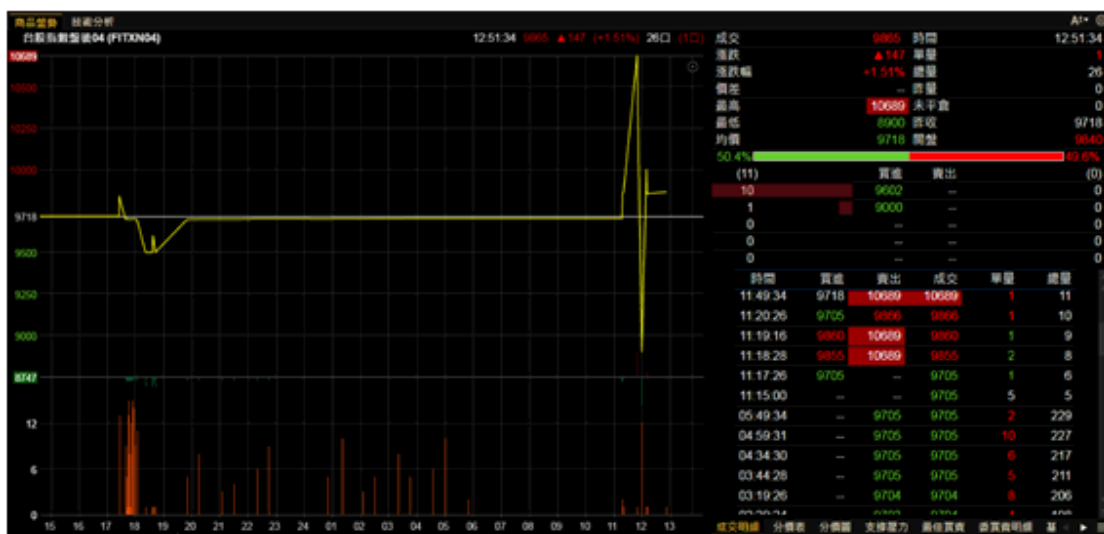 商品盤勢 技術分析
台股指數盤後04 (FITXN04) 12:51:34 9865 ▲147 (+1.51%) 26口 (1口)
成交 9865 時間 12:51:34
漲跌 ▲147 單量 1
漲跌幅 +1.51% 總量 26
價差 -- 昨量 0
最高 10689 未平倉 0
最低 8900 昨收 9718
均價 9718 開盤 9840
50.4% 49.6%
(11) 買進 賣出 (0)
10 9602 -- 0
1 9000 -- 0
0 -- -- 0
0 -- -- 0
0 -- -- 0
時間 買進 賣出 成交 單量 總量
11:49:34 9718 10689 10689 1 11
11:20:26 9705 9866 9866 1 10
11:19:16 9860 10689 9860 1 9
11:18:28 9855 10689 9855 2 8
11:17:26 9705 -- 9705 1 6
11:15:00 -- -- 9705 5 5
05:49:34 -- 9705 9705 2 229
04:59:31 -- 9705 9705 10 227
04:34:30 -- 9705 9705 6 217
03:44:28 -- 9705 9705 5 211
03:19:26 -- 9704 9704 8 206
成交明細 分價表 分價圖 支撐壓力 最佳買賣 委買賣明細 基
10689
10500
10250
10000
9718
9500
9250
9000
8747
12
6
0
15 16 17 18 19 20 21 22 23 00 01 02 03 04 05 06 07 08 09 10 11 12 13